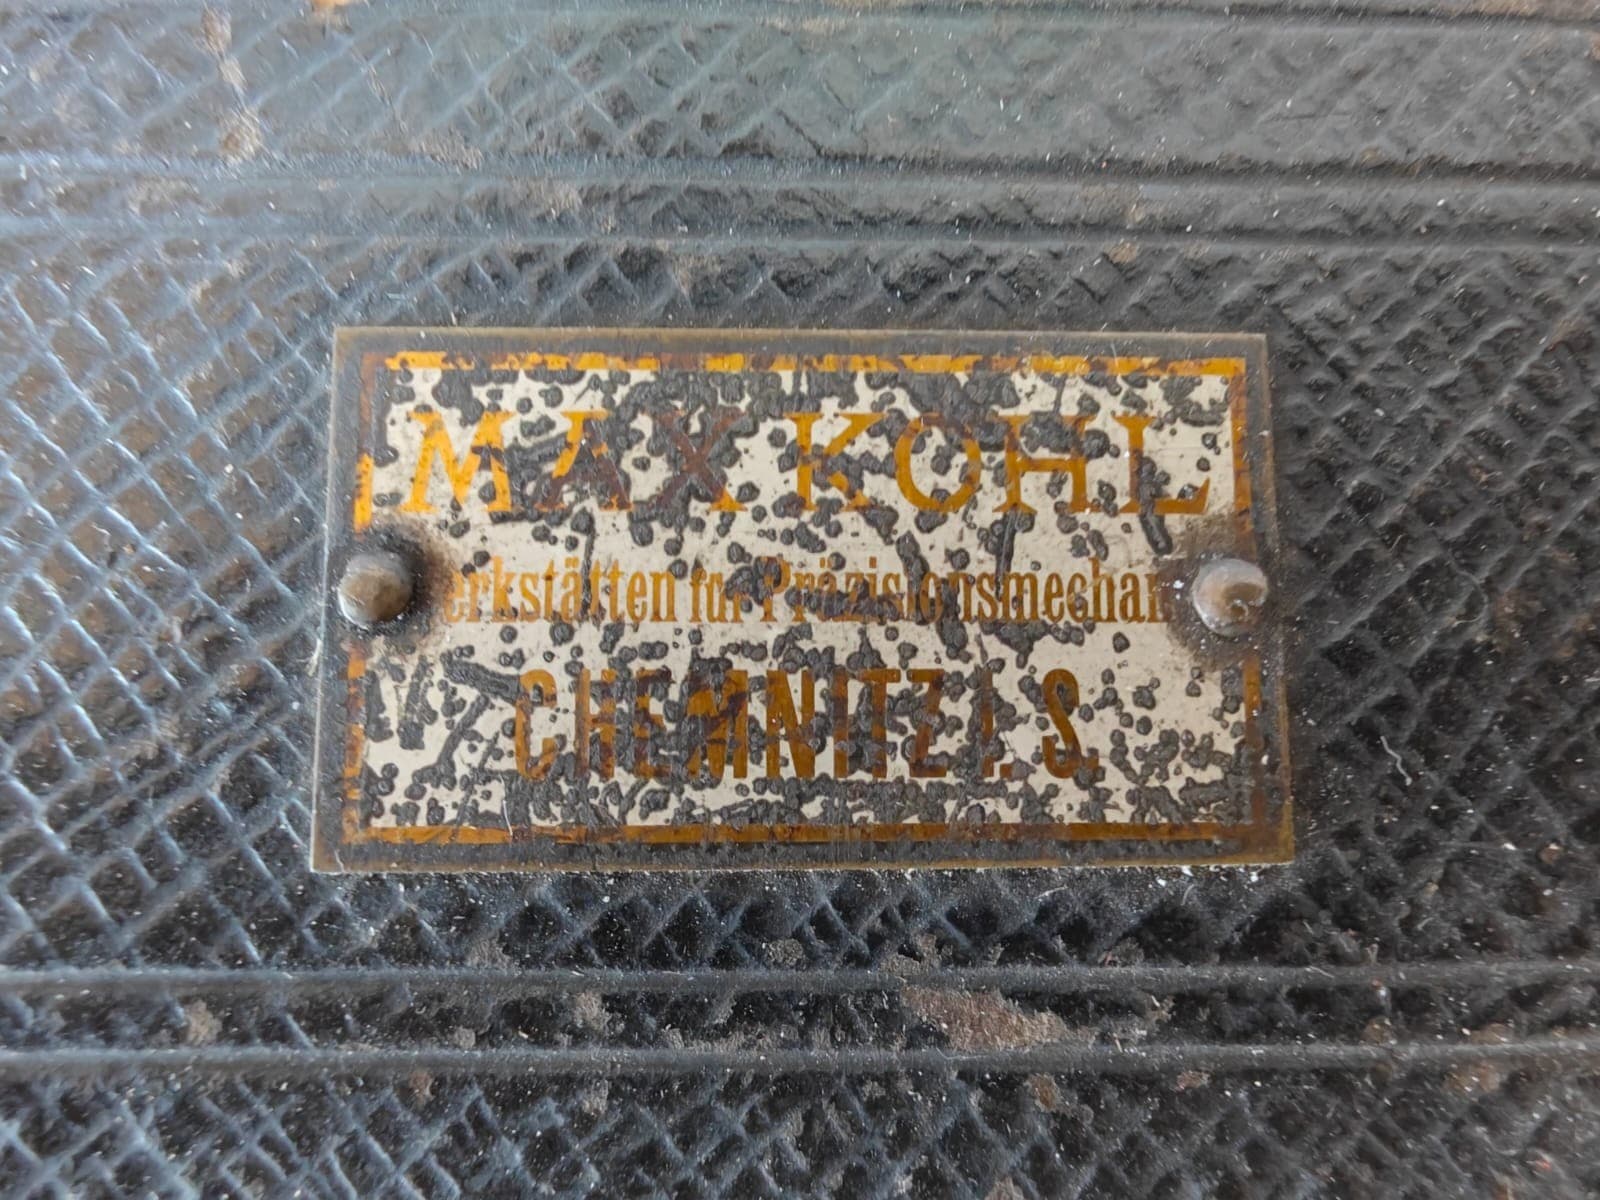 MAX KOHL
erkstätten für Präzisionsmechan
CHEMNITZ I. S.